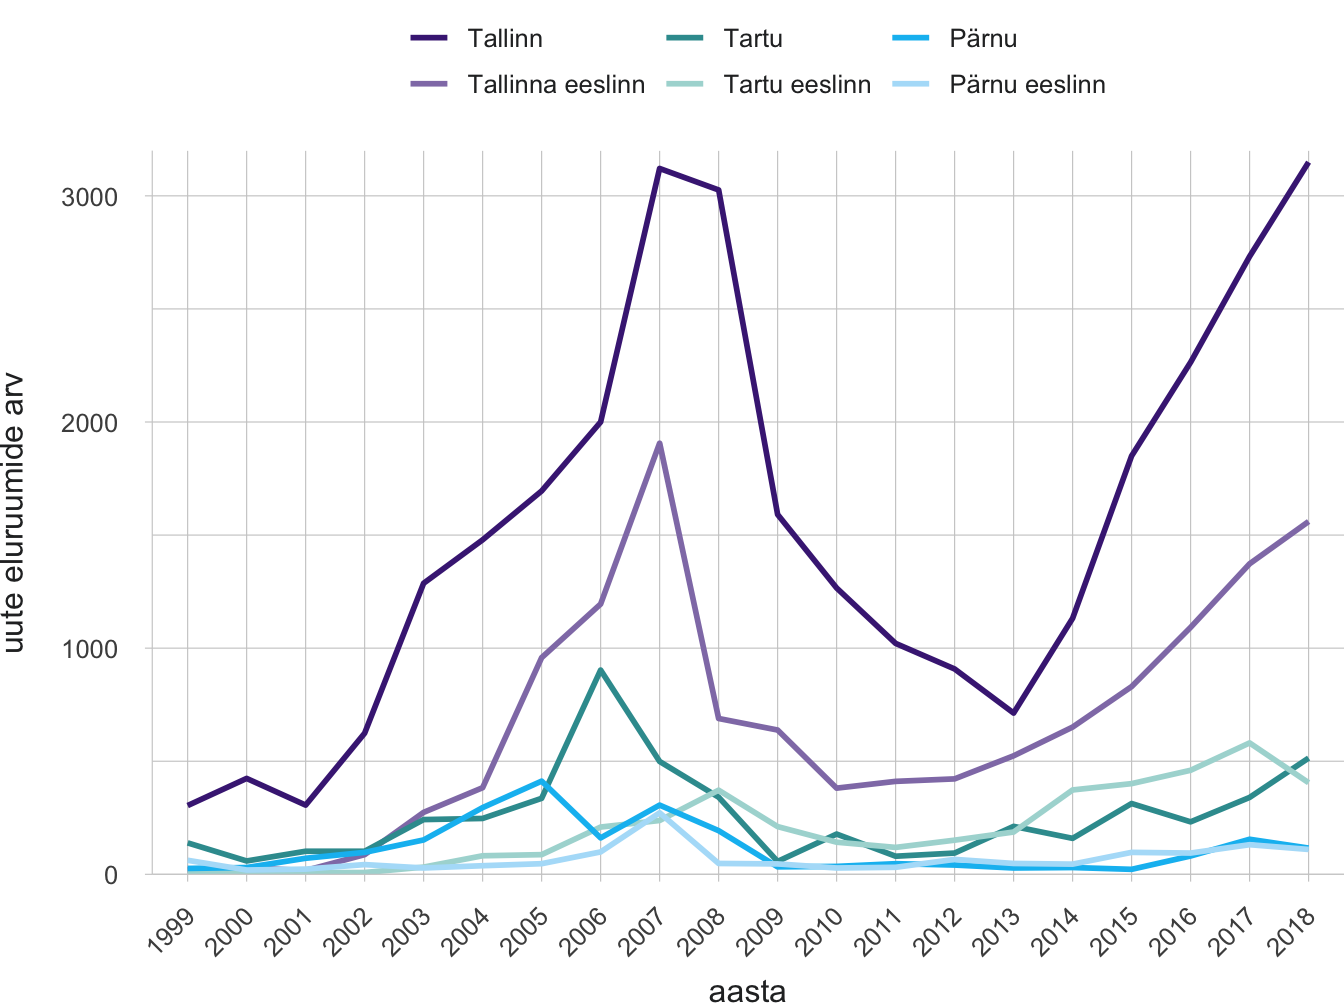 Tallinn Tartu Pärnu
Tallinna eeslinn Tartu eeslinn Pärnu eeslinn
uute eluruumide arv
3000
2000
1000
0
1999 2000 2001 2002 2003 2004 2005 2006 2007 2008 2009 2010 2011 2012 2013 2014 2015 2016 2017 2018
aasta